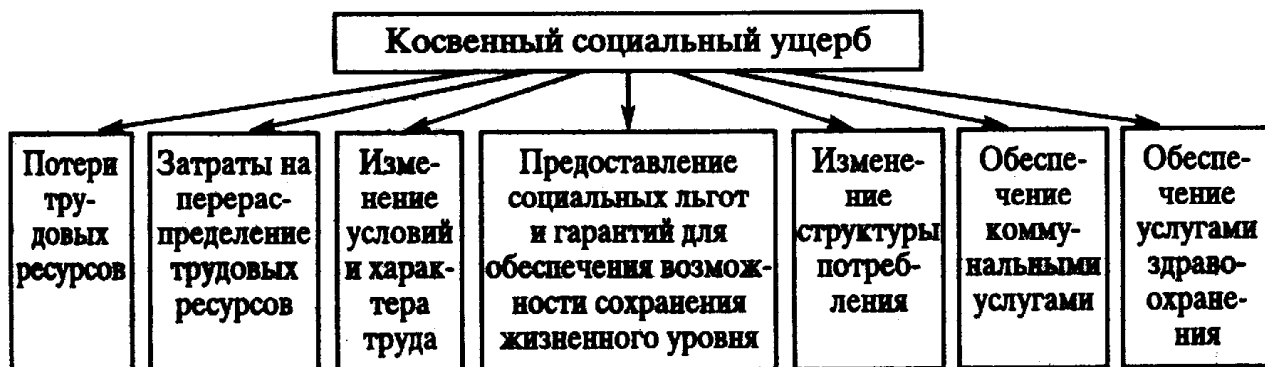 Косвенный социальный ущерб
Потери
тру-
довых
ресурсов
Затраты на
перерас-
пределение
трудовых
ресурсов
Изме-
нение
условий
и харак-
тера
труда
Предоставление
социальных льгот
и гарантий для
обеспечения возмож-
ности сохранения
жизненного уровня
Измене-
ние
структуры
потреб-
ления
Обеспе-
чение
комму-
нальными
услугами
Обеспе-
чение
услугами
здраво-
охране-
ния